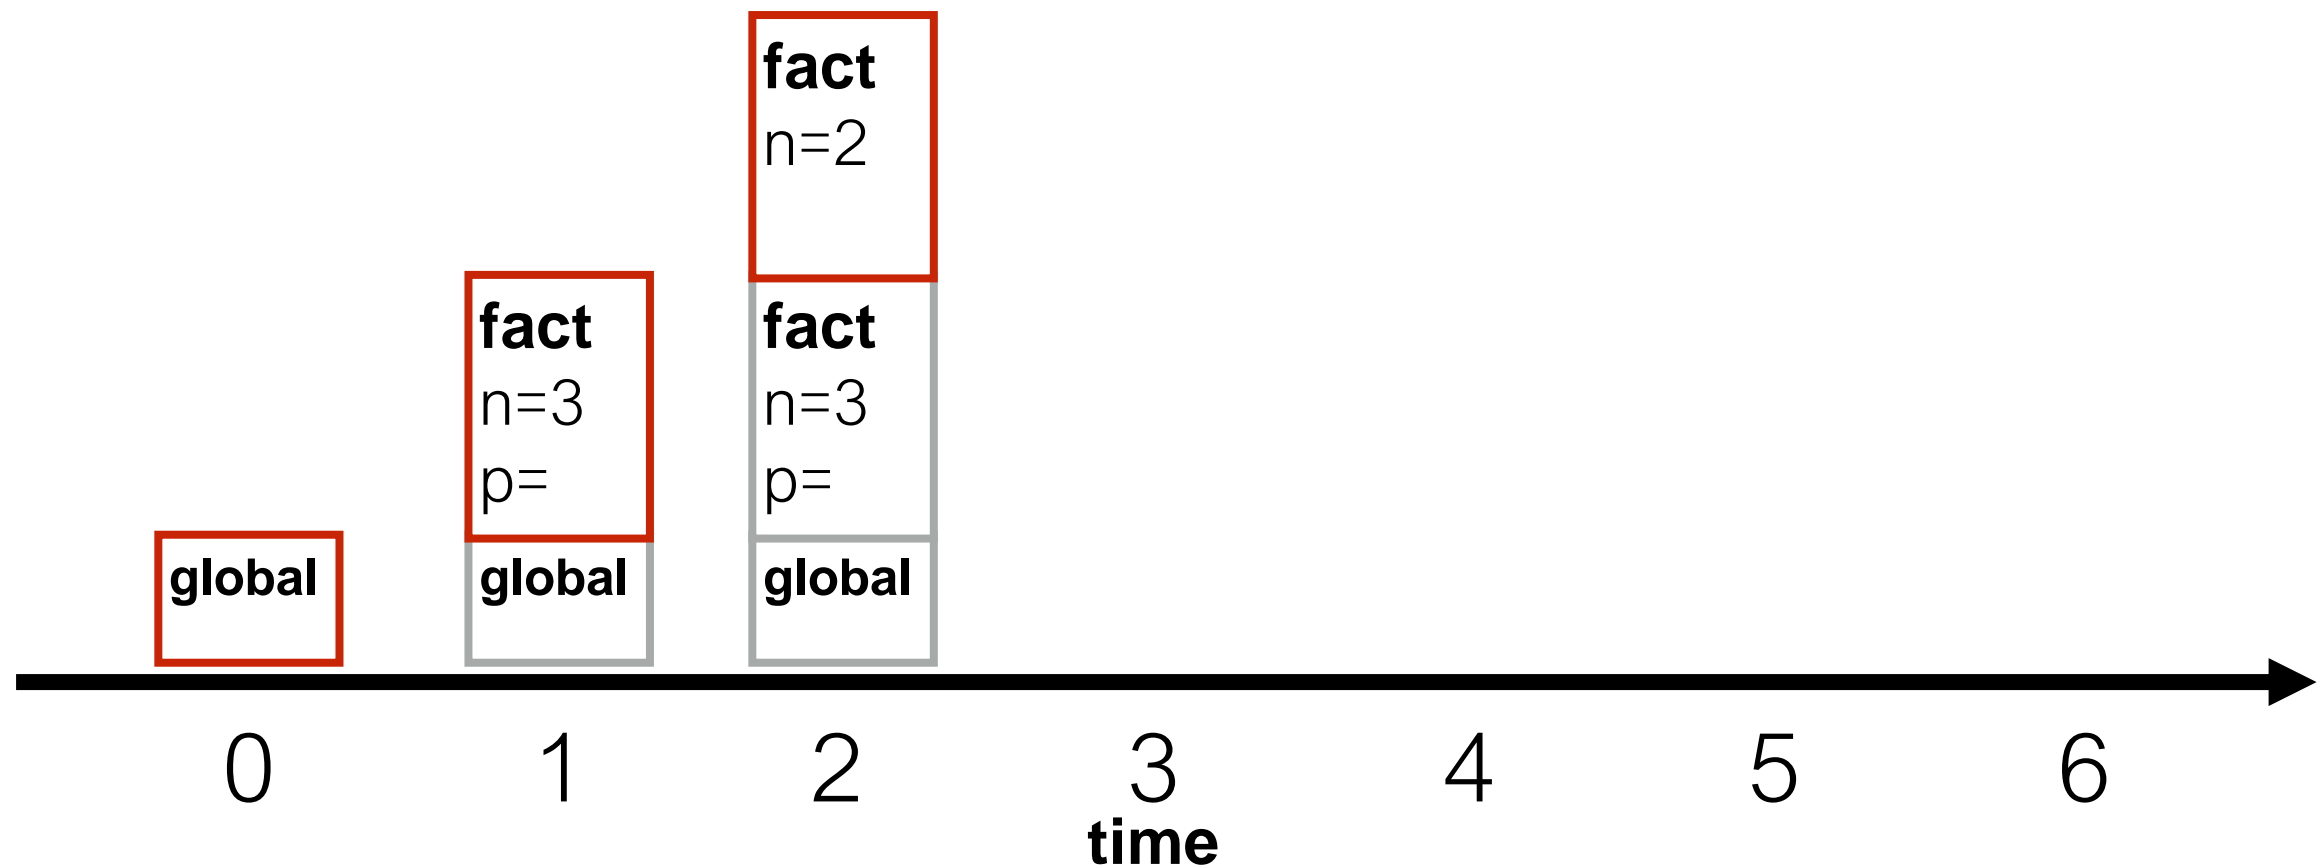 fact
n=2
fact
n=3
p=
fact
n=3
p=
global
global
global
0 1 2 3 4 5 6
time